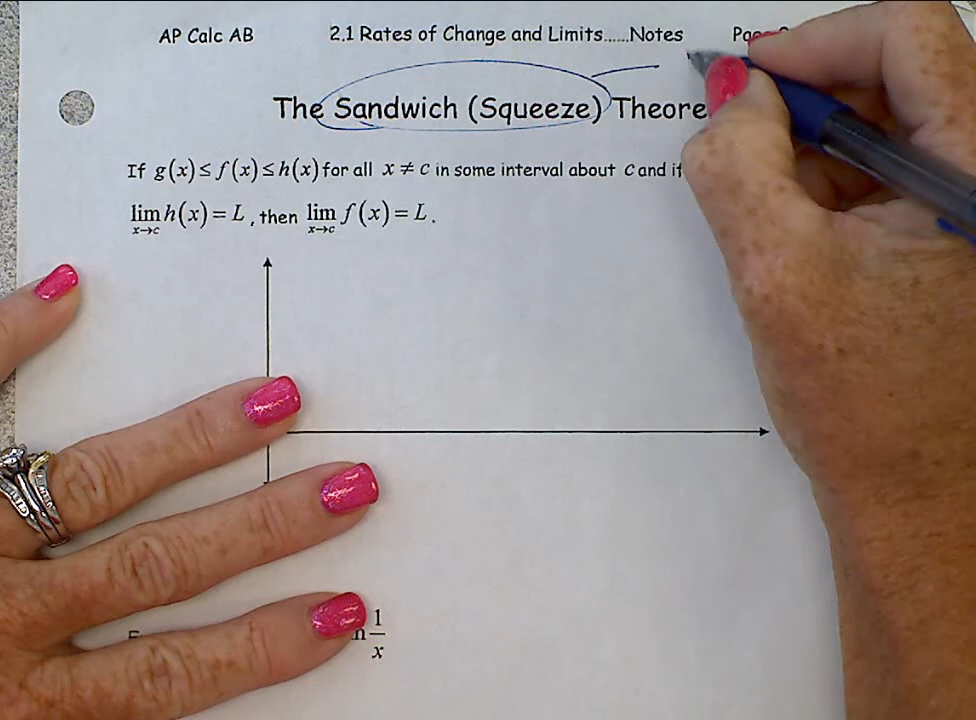 AP Calc AB 2.1 Rates of Change and Limits......Notes
The Sandwich (Squeeze)
If g(x) ≤ f(x) ≤ h(x) for all x ≠ c in some interval about c and if
lim x→c h(x) = L, then lim x→c f(x) = L.
1/x